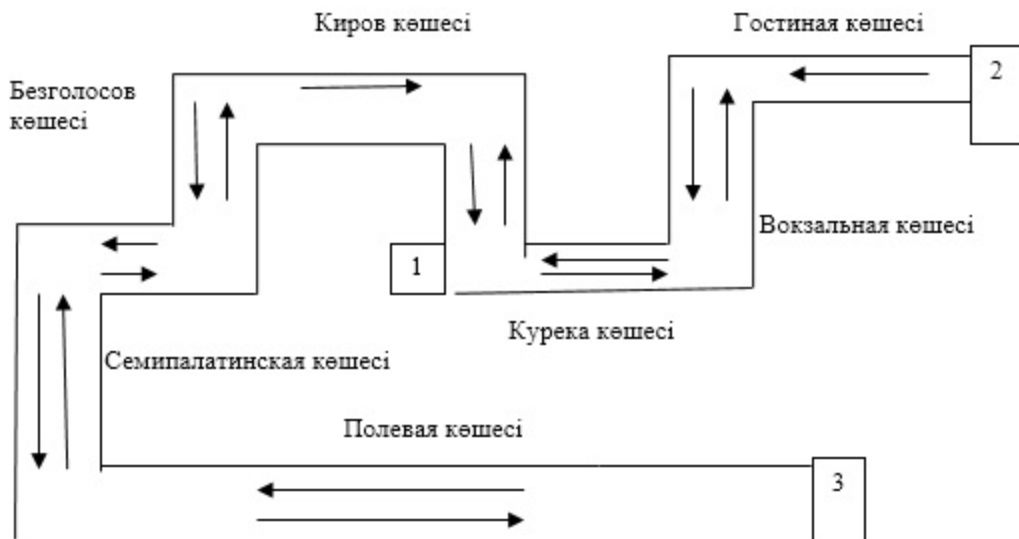 Киров көшесі
Гостиная көшесі
Безголосов
көшесі
2
Вокзальная көшесі
1
Курека көшесі
Семипалатинская көшесі
Полевая көшесі
3